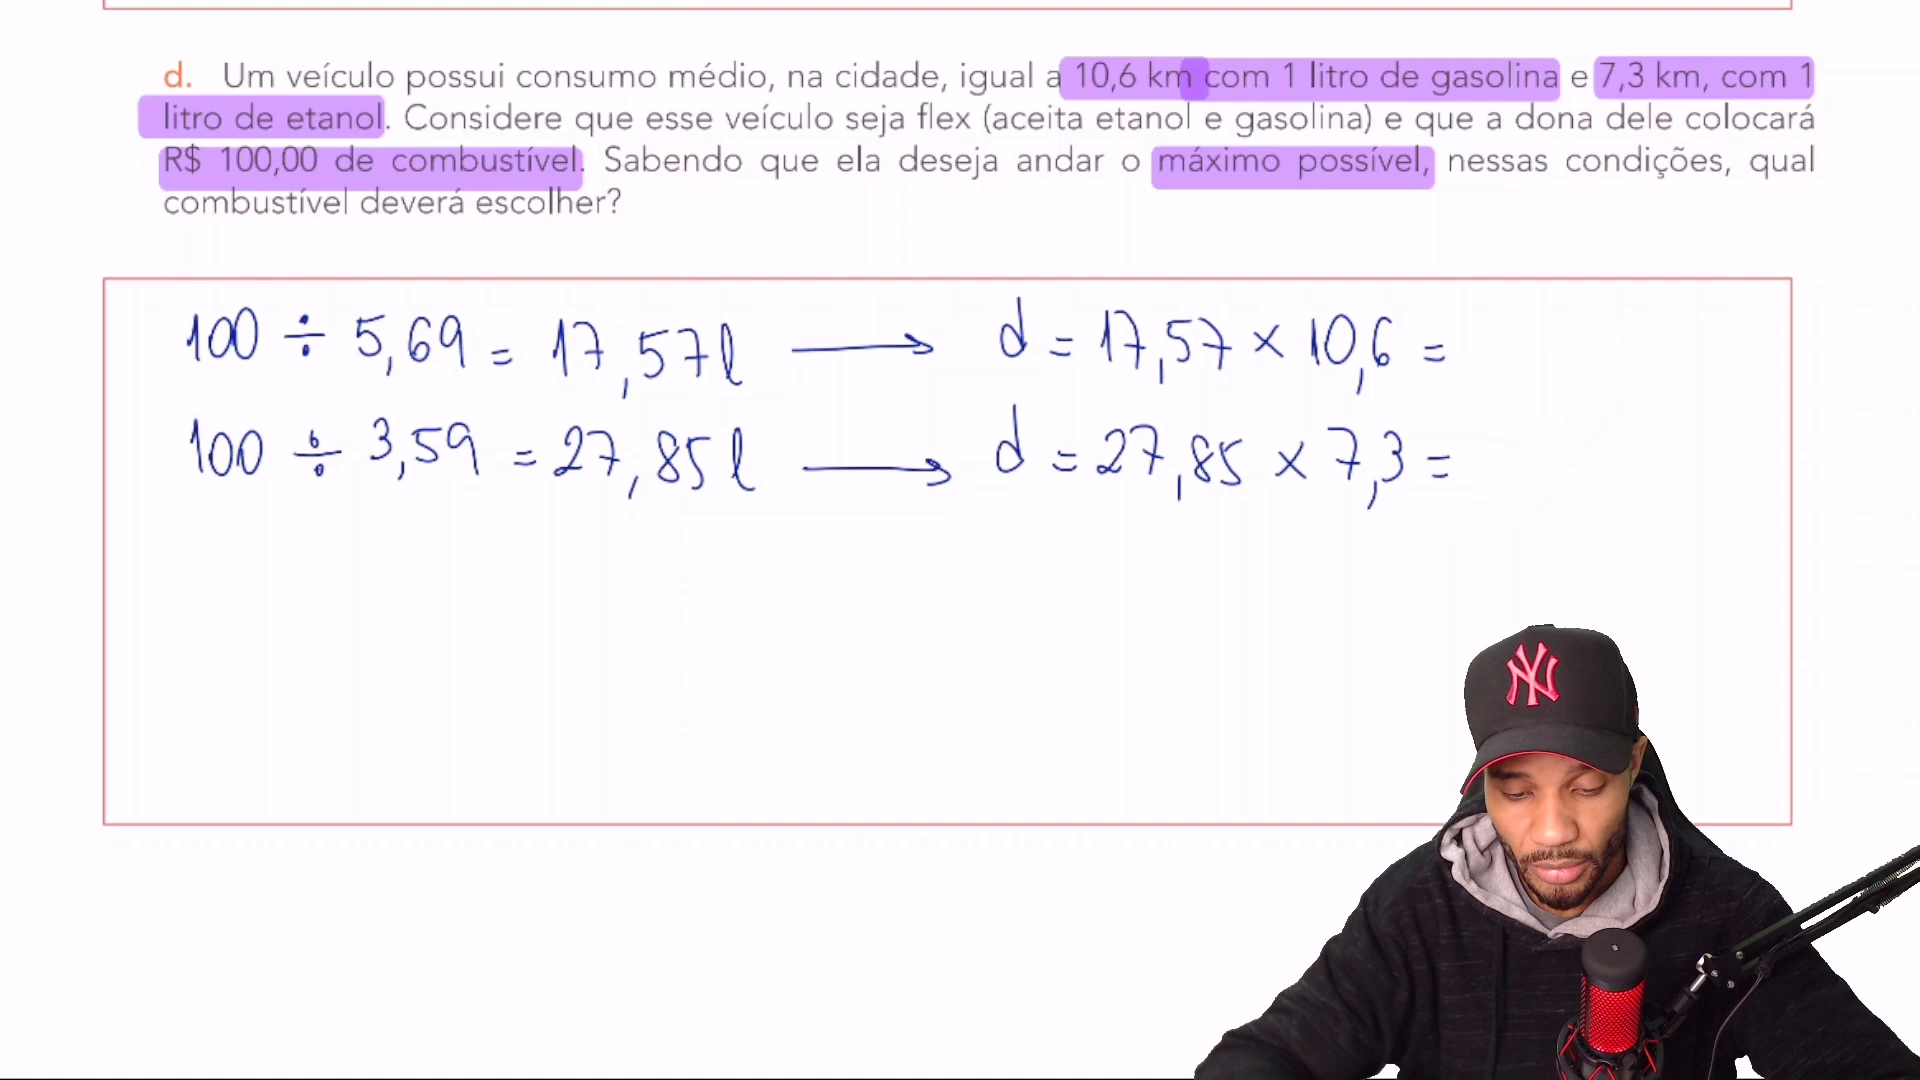 d. Um veículo possui consumo médio, na cidade, igual a 10,6 km com 1 litro de gasolina e 7,3 km, com 1
litro de etanol. Considere que esse veículo seja flex (aceita etanol e gasolina) e que a dona dele colocará
R$ 100,00 de combustível. Sabendo que ela deseja andar o máximo possível, nessas condições, qual
combustível deverá escolher?
100 ÷ 5,69 = 17,57 l → d = 17,57 × 10,6 =
100 ÷ 3,59 = 27,85 l → d = 27,85 × 7,3 =
NY